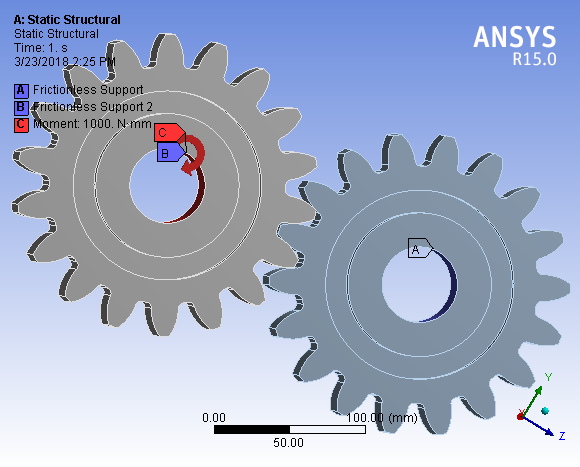 A: Static Structural
Static Structural
Time: 1. s
3/23/2018 2:25 PM
A Frictionless Support
B Frictionless Support 2
C Moment: 1000. N·mm
ANSYS
R15.0
C
B
A
0.00
100.00 (mm)
50.00
Y
X
Z